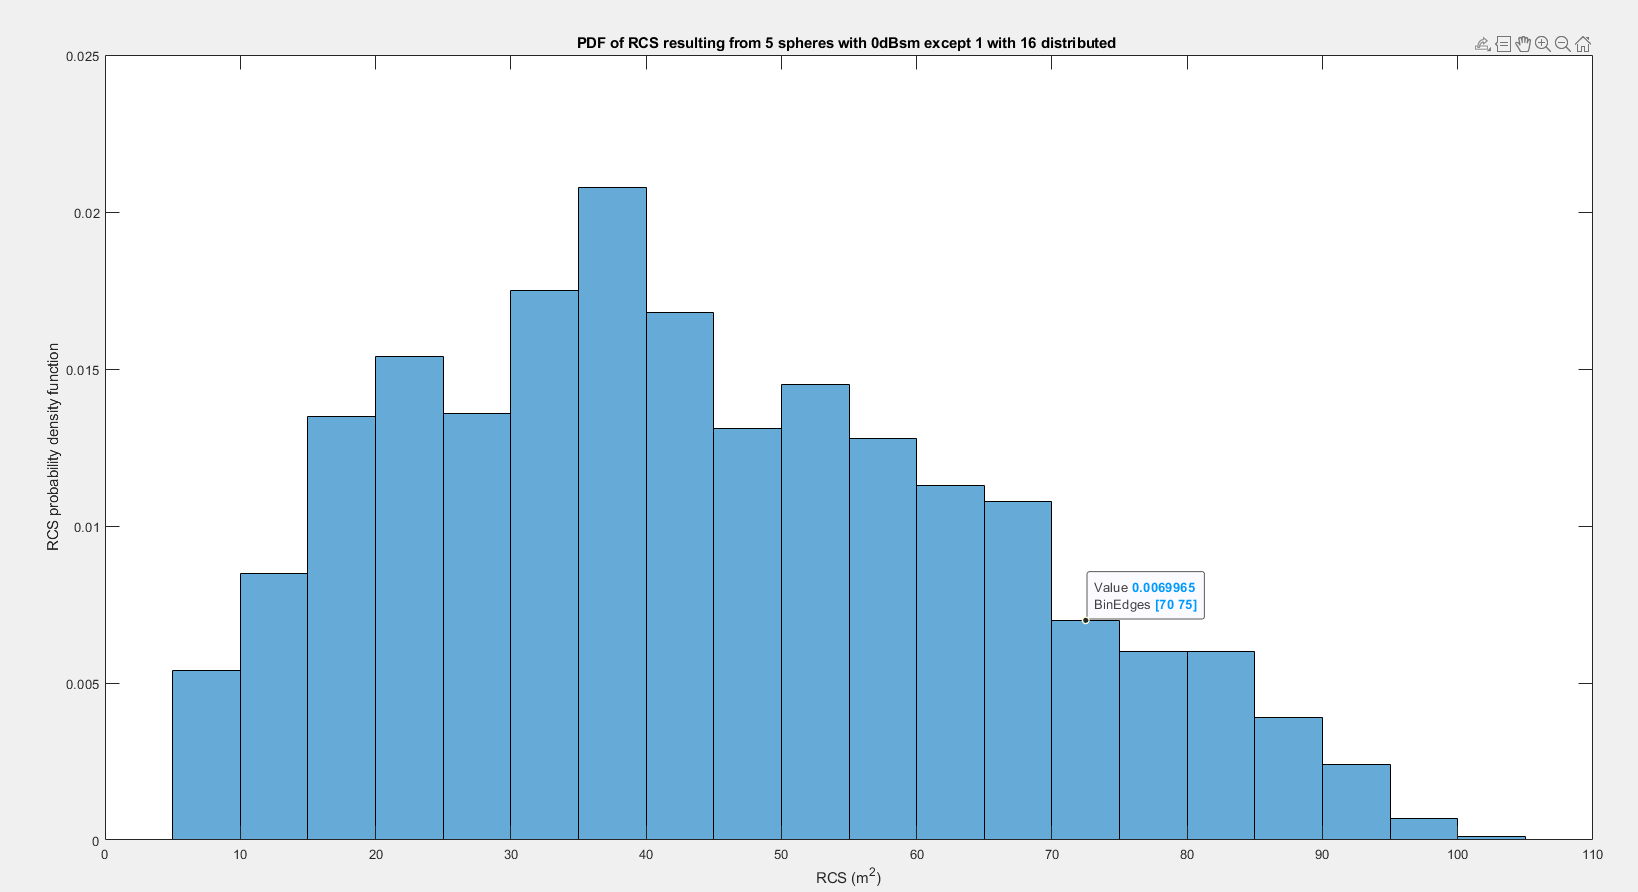 PDF of RCS resulting from 5 spheres with 0dBsm except 1 with 16 distributed
0.025
0.02
0.015
0.01
0.005
0
RCS probability density function
Value 0.0069965
BinEdges [70 75]
0 10 20 30 40 50 60 70 80 90 100 110
RCS (m²)